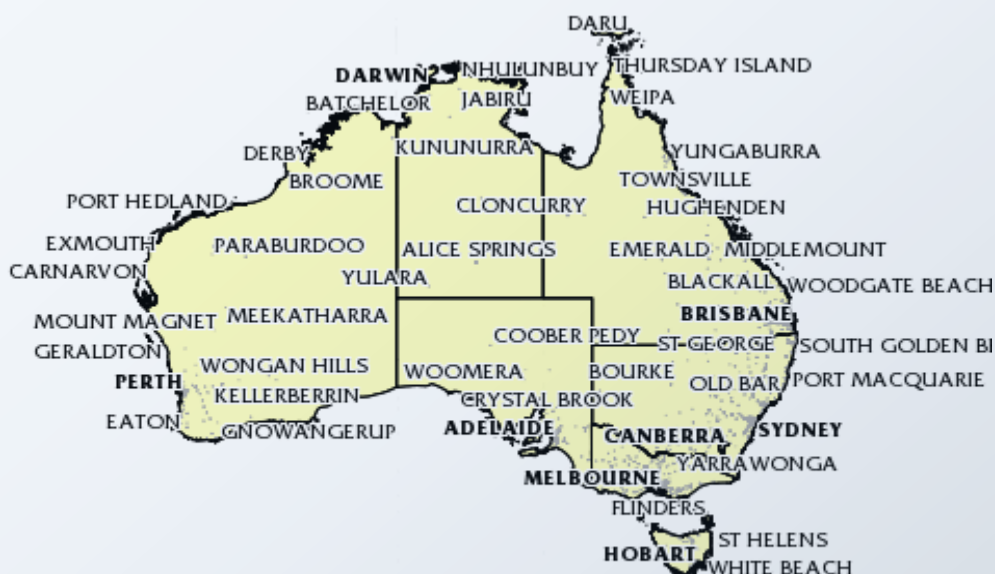 DARU
DARWIN
NHULUNBUY
THURSDAY ISLAND
BATCHELOR
JABIRU
WEIPA
DERBY
KUNUNURRA
YUNGABURRA
BROOME
TOWNSVILLE
PORT HEDLAND
CLONCURRY
HUGHENDEN
EXMOUTH
PARABURDOO
ALICE SPRINGS
EMERALD
MIDDLEMOUNT
CARNARVON
YULARA
BLACKALL
WOODGATE BEACH
MOUNT MAGNET
MEEKATHARRA
BRISBANE
COOBER PEDY
GERALDTON
ST GEORGE
SOUTH GOLDEN BI
WONGAN HILLS
WOOMERA
BOURKE
PERTH
OLD BAR
PORT MACQUARIE
KELLERBERRIN
CRYSTAL BROOK
EATON
GNOWANGERUP
ADELAIDE
CANBERRA
SYDNEY
YARRAWONGA
MELBOURNE
FLINDERS
HOBART
ST HELENS
WHITE BEACH